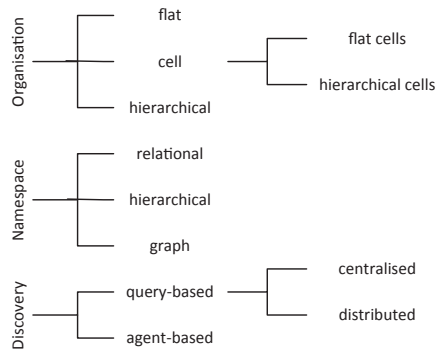 Organisation
flat
cell
hierarchical
flat cells
hierarchical cells
Namespace
relational
hierarchical
graph
Discovery
query-based
agent-based
centralised
distributed